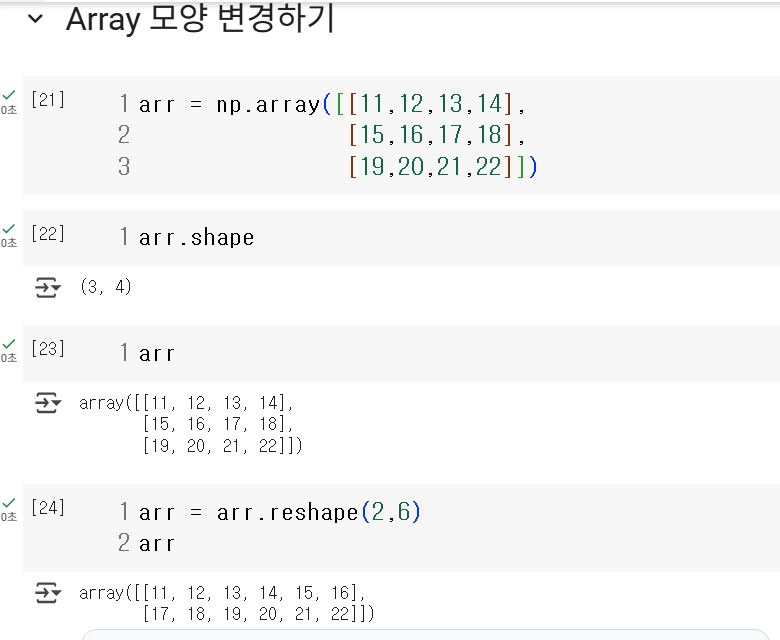 Array 모양 변경하기
0초 [21] 1 arr = np.array([[11,12,13,14],
2 [15,16,17,18],
3 [19,20,21,22]])
0초 [22] 1 arr.shape
(3, 4)
0초 [23] 1 arr
array([[11, 12, 13, 14],
[15, 16, 17, 18],
[19, 20, 21, 22]])
0초 [24] 1 arr = arr.reshape(2,6)
2 arr
array([[11, 12, 13, 14, 15, 16],
[17, 18, 19, 20, 21, 22]])